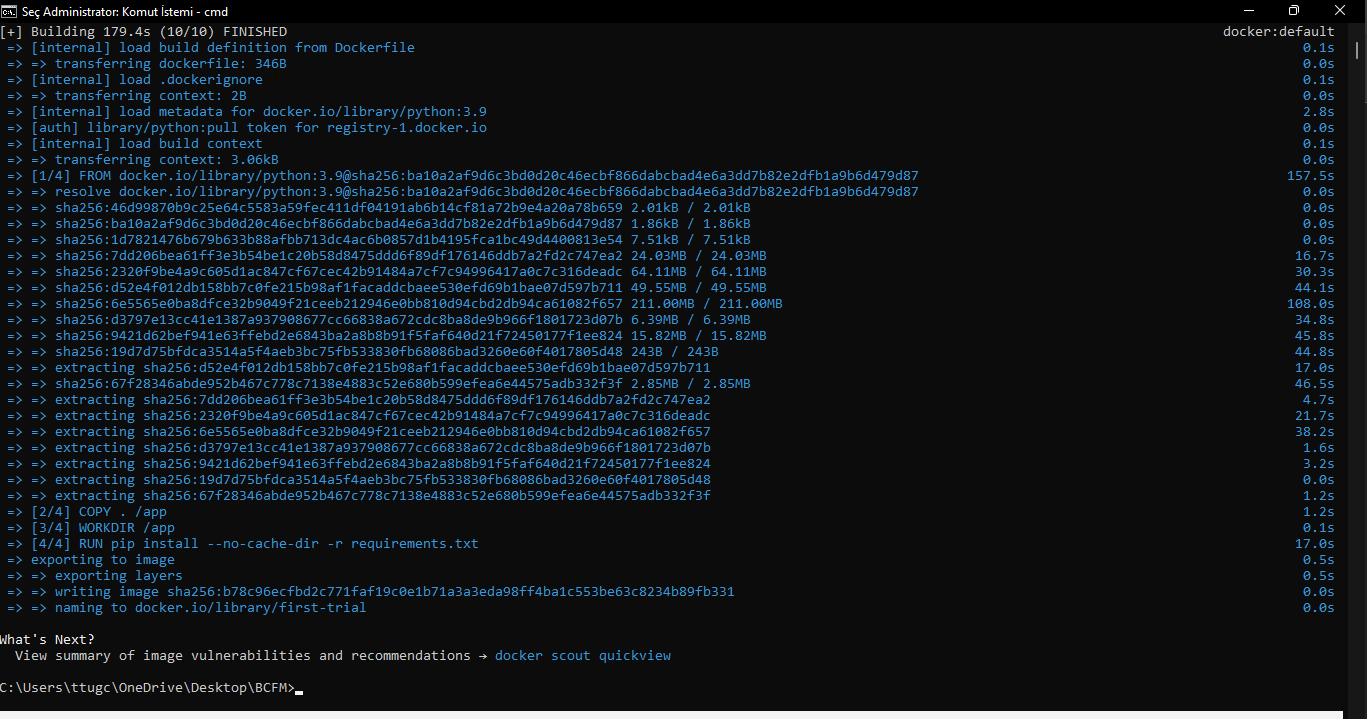 Seç Administrator: Komut İstemi - cmd
[+] Building 179.4s (10/10) FINISHED docker:default
=> [internal] load build definition from Dockerfile 0.1s
=> => transferring dockerfile: 346B 0.0s
=> [internal] load .dockerignore 0.1s
=> => transferring context: 2B 0.0s
=> [internal] load metadata for docker.io/library/python:3.9 2.8s
=> [auth] library/python:pull token for registry-1.docker.io 0.0s
=> [internal] load build context 0.1s
=> => transferring context: 3.06kB 0.0s
=> [1/4] FROM docker.io/library/python:3.9@sha256:ba10a2af9d6c3bd0d20c46ecbf866dabcbad4e6a3dd7b82e2dfb1a9b6d479d87 157.5s
=> => resolve docker.io/library/python:3.9@sha256:ba10a2af9d6c3bd0d20c46ecbf866dabcbad4e6a3dd7b82e2dfb1a9b6d479d87 0.0s
=> => sha256:46d99870b9c25e64c5583a59fec411df04191ab6b14cf81a72b9e4a20a78b659 2.01kB / 2.01kB 0.0s
=> => sha256:ba10a2af9d6c3bd0d20c46ecbf866dabcbad4e6a3dd7b82e2dfb1a9b6d479d87 1.86kB / 1.86kB 0.0s
=> => sha256:1d7821476b679b633b88afbb713dc4ac6b0857d1b4195fca1bc49d4400813e54 7.51kB / 7.51kB 0.0s
=> => sha256:7dd206bea61ff3e3b54be1c20b58d8475ddd6f89df176146ddb7a2fd2c747ea2 24.03MB / 24.03MB 16.7s
=> => sha256:2320f9be4a9c605d1ac847cf67cec42b91484a7cf7c94996417a0c7c316deadc 64.11MB / 64.11MB 30.3s
=> => sha256:d52e4f012db158bb7c0fe215b98af1facaddcbaee530efd69b1bae07d597b711 49.55MB / 49.55MB 44.1s
=> => sha256:6e5565e0ba8dfce32b9049f21ceeb212946e0bb810d94cbd2db94ca61082f657 211.00MB / 211.00MB 108.0s
=> => sha256:d3797e13cc41e1387a937908677cc66838a672cdc8ba8de9b966f1801723d07b 6.39MB / 6.39MB 34.8s
=> => sha256:9421d62bef941e63ffebd2e6843ba2a8b8b91f5faf640d21f72450177f1ee824 15.82MB / 15.82MB 45.8s
=> => sha256:19d7d75bfdca3514a5f4aeb3bc75fb533830fb68086bad3260e60f4017805d48 243B / 243B 44.8s
=> => extracting sha256:d52e4f012db158bb7c0fe215b98af1facaddcbaee530efd69b1bae07d597b711 17.0s
=> => sha256:67f28346abde952b467c778c7138e4883c52e680b599efea6e44575adb332f3f 2.85MB / 2.85MB 46.5s
=> => extracting sha256:7dd206bea61ff3e3b54be1c20b58d8475ddd6f89df176146ddb7a2fd2c747ea2 4.7s
=> => extracting sha256:2320f9be4a9c605d1ac847cf67cec42b91484a7cf7c94996417a0c7c316deadc 21.7s
=> => extracting sha256:6e5565e0ba8dfce32b9049f21ceeb212946e0bb810d94cbd2db94ca61082f657 38.2s
=> => extracting sha256:d3797e13cc41e1387a937908677cc66838a672cdc8ba8de9b966f1801723d07b 1.6s
=> => extracting sha256:9421d62bef941e63ffebd2e6843ba2a8b8b91f5faf640d21f72450177f1ee824 3.2s
=> => extracting sha256:19d7d75bfdca3514a5f4aeb3bc75fb533830fb68086bad3260e60f4017805d48 0.0s
=> => extracting sha256:67f28346abde952b467c778c7138e4883c52e680b599efea6e44575adb332f3f 1.2s
=> [2/4] COPY . /app 1.2s
=> [3/4] WORKDIR /app 0.1s
=> [4/4] RUN pip install --no-cache-dir -r requirements.txt 17.0s
=> exporting to image 0.5s
=> => exporting layers 0.5s
=> => writing image sha256:b78c96ecfbd2c771faf19c0e1b71a3a3eda98ff4ba1c553be63c8234b89fb331 0.0s
=> => naming to docker.io/library/first-trial 0.0s
What's Next?
View summary of image vulnerabilities and recommendations → docker scout quickview
C:\Users\ttugc\OneDrive\Desktop\BCFM>_